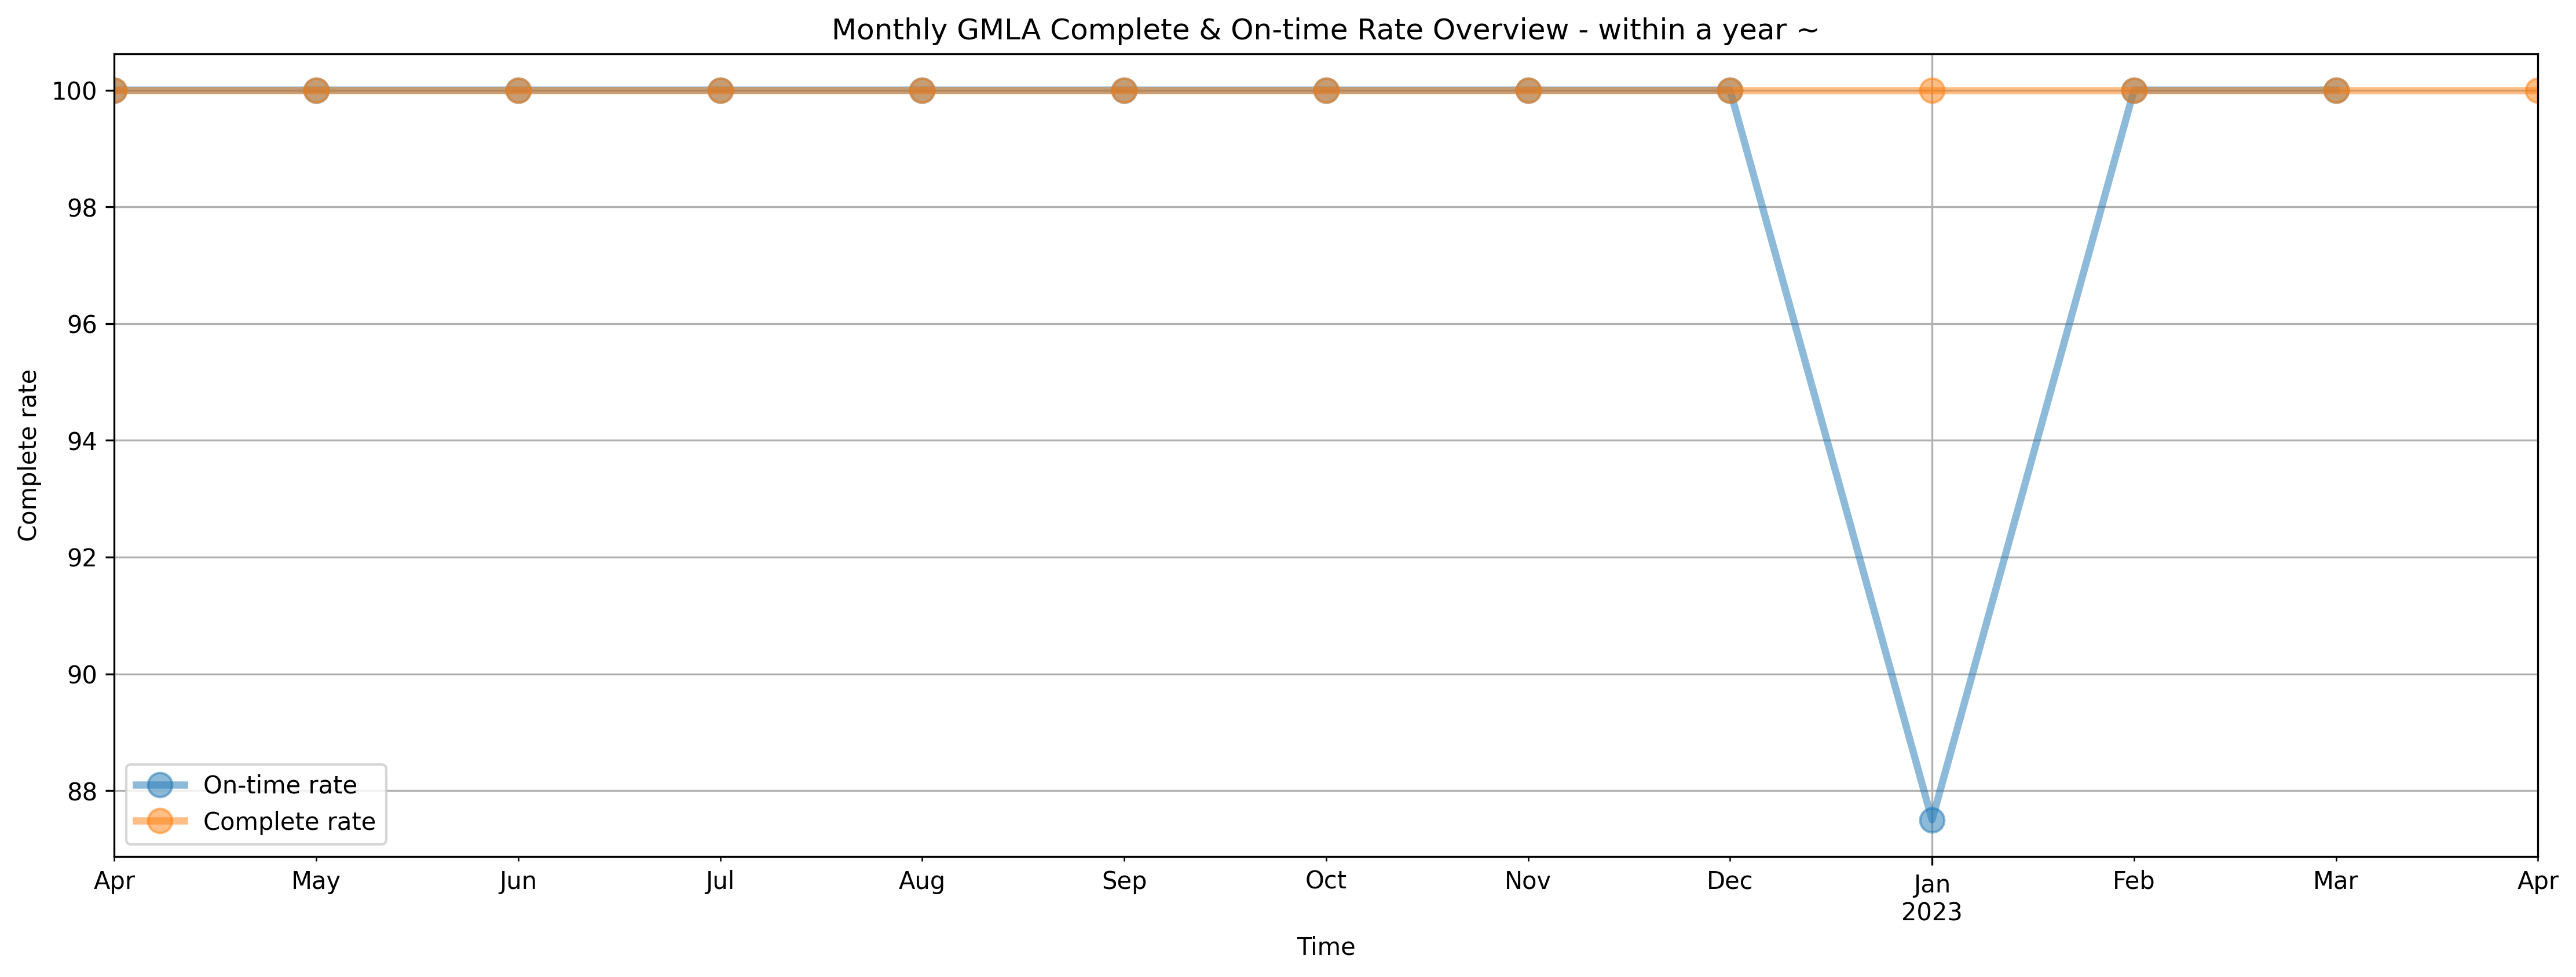 Monthly GMLA Complete & On-time Rate Overview - within a year ~
Complete rate
100
98
96
94
92
90
88
On-time rate
Complete rate
Apr May Jun Jul Aug Sep Oct Nov Dec Jan Feb Mar Apr
2023
Time